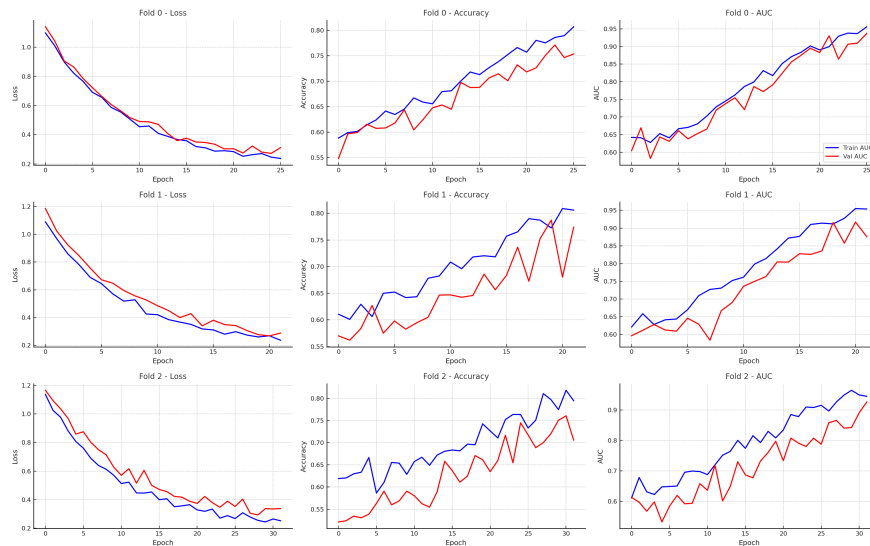 Fold 0 - Loss
Fold 0 - Accuracy
Fold 0 - AUC
Loss
1.0
0.8
0.6
0.4
0.2
0 5 10 15 20 25
Epoch
Accuracy
0.80
0.75
0.70
0.65
0.60
0.55
0 5 10 15 20 25
Epoch
AUC
0.95
0.90
0.85
0.80
0.75
0.70
0.65
0.60
Train AUC
Val AUC
0 5 10 15 20 25
Epoch
Fold 1 - Loss
Fold 1 - Accuracy
Fold 1 - AUC
Loss
1.2
1.0
0.8
0.6
0.4
0.2
0 5 10 15 20
Epoch
Accuracy
0.80
0.75
0.70
0.65
0.60
0.55
0 5 10 15 20
Epoch
AUC
0.95
0.90
0.85
0.80
0.75
0.70
0.65
0.60
0 5 10 15 20
Epoch
Fold 2 - Loss
Fold 2 - Accuracy
Fold 2 - AUC
Loss
1.2
1.0
0.8
0.6
0.4
0.2
0 5 10 15 20 25 30
Epoch
Accuracy
0.80
0.75
0.70
0.65
0.60
0.55
0 5 10 15 20 25 30
Epoch
AUC
0.9
0.8
0.7
0.6
0 5 10 15 20 25 30
Epoch